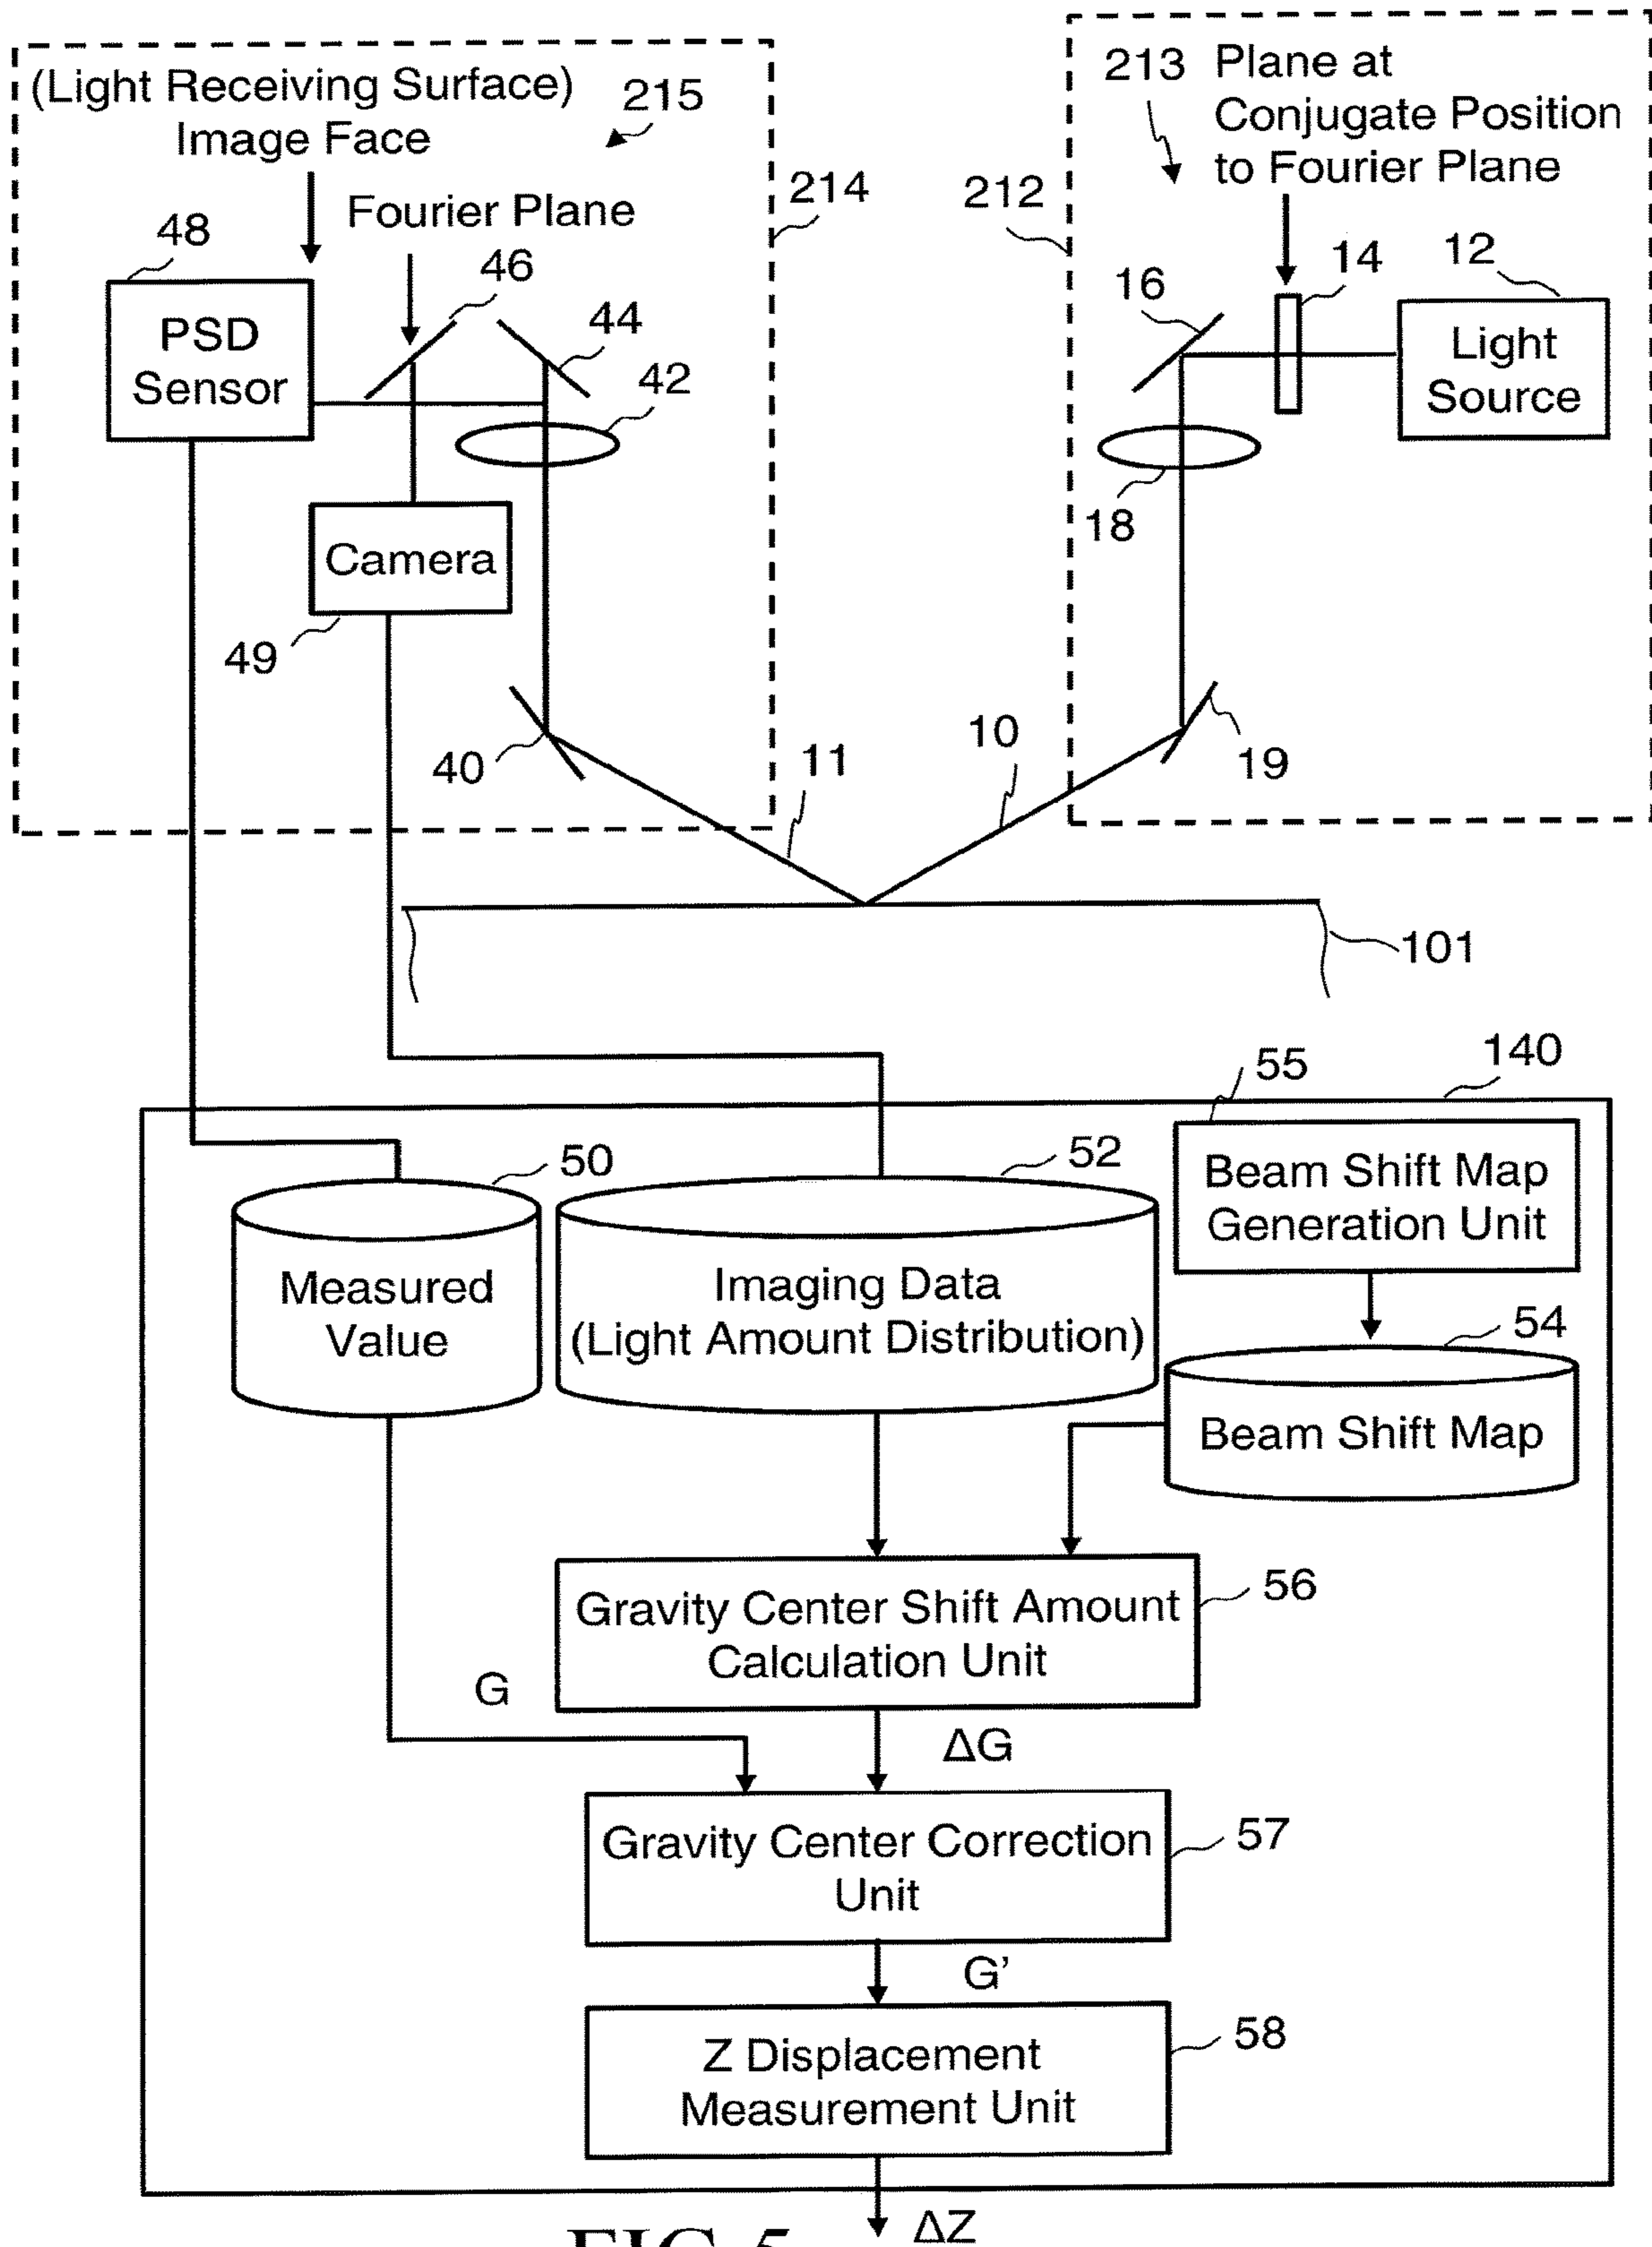 (Light Receiving Surface)
Image Face
215
Fourier Plane
214
48
46
44
42
PSD
Sensor
Camera
49
40
11
213
Plane at
Conjugate Position
to Fourier Plane
212
16
14
12
Light
Source
18
10
19
101
140
55
50
52
Beam Shift Map
Generation Unit
Measured
Value
Imaging Data
(Light Amount Distribution)
54
Beam Shift Map
56
Gravity Center Shift Amount
Calculation Unit
G
ΔG
Gravity Center Correction
Unit
57
G'
Z Displacement
Measurement Unit
58
ΔZ
FIG.5